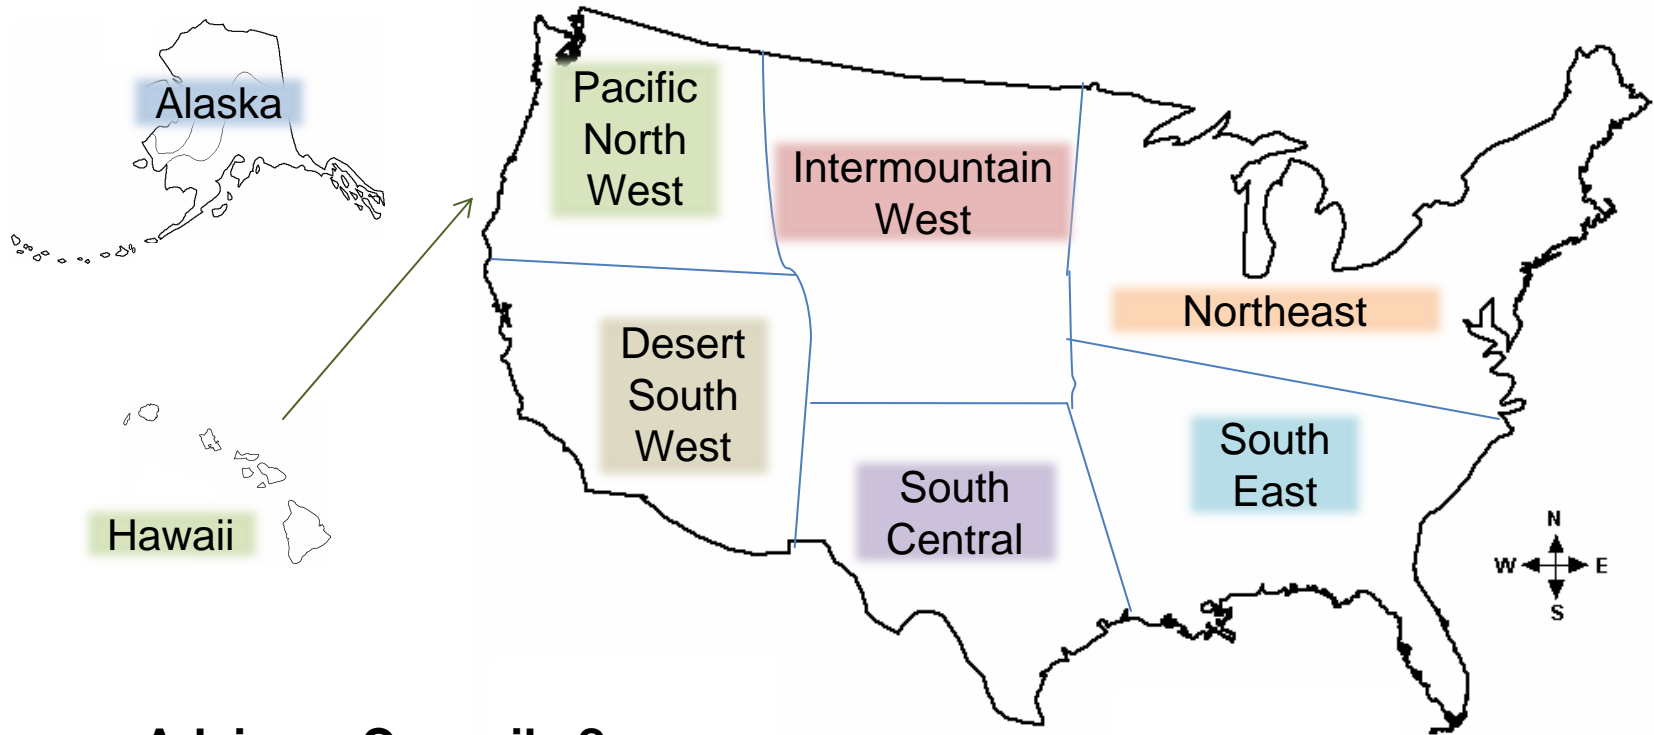 Alaska
Pacific
North
West
Intermountain
West
Northeast
Desert
South
West
South
East
South
Central
Hawaii
N
W E
S